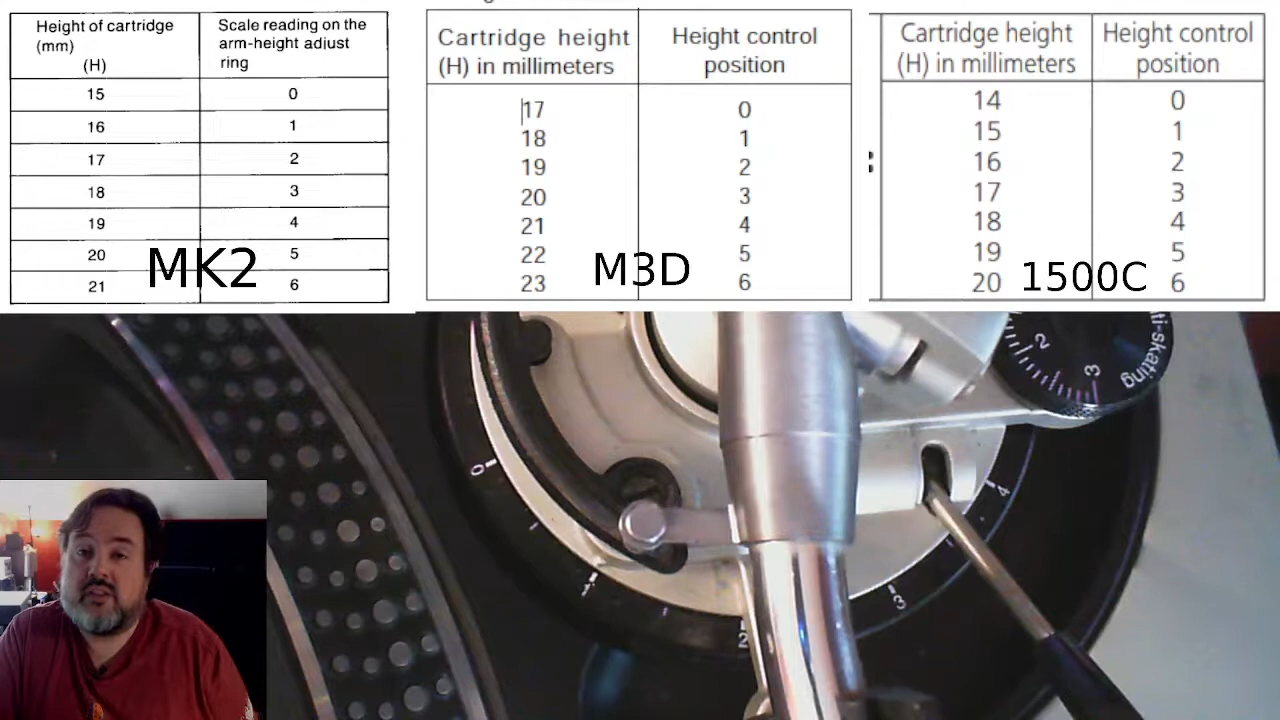 Height of cartridge
(mm)
(H)
Scale reading on the
arm-height adjust
ring
15 0
16 1
17 2
18 3
19 4
20 5
21 6
MK2
Cartridge height
(H) in millimeters
Height control
position
17 0
18 1
19 2
20 3
21 4
22 5
23 6
M3D
Cartridge height
(H) in millimeters
Height control
position
14 0
15 1
16 2
17 3
18 4
19 5
20 6
1500C
2
3
ti-skating
0
1
2
3
4